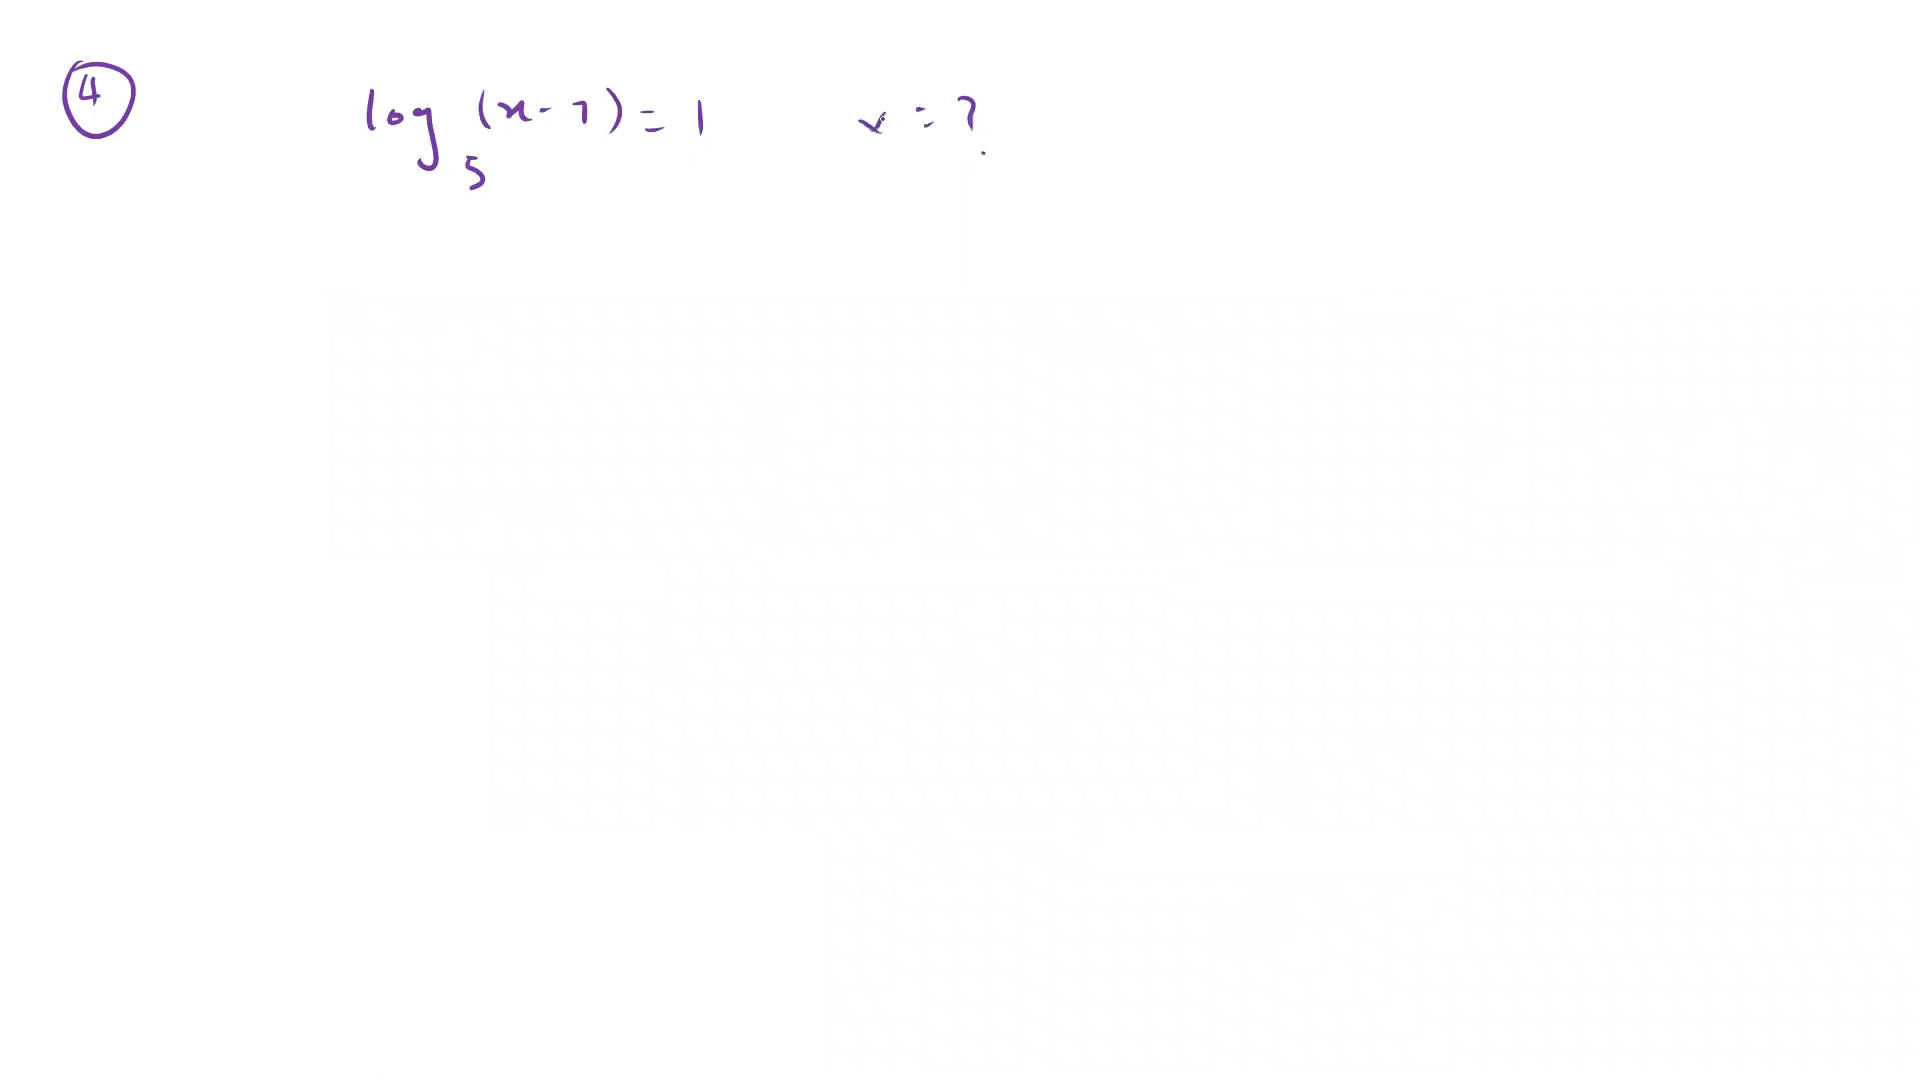 ④ log₅ (x-7) = 1 x = ?